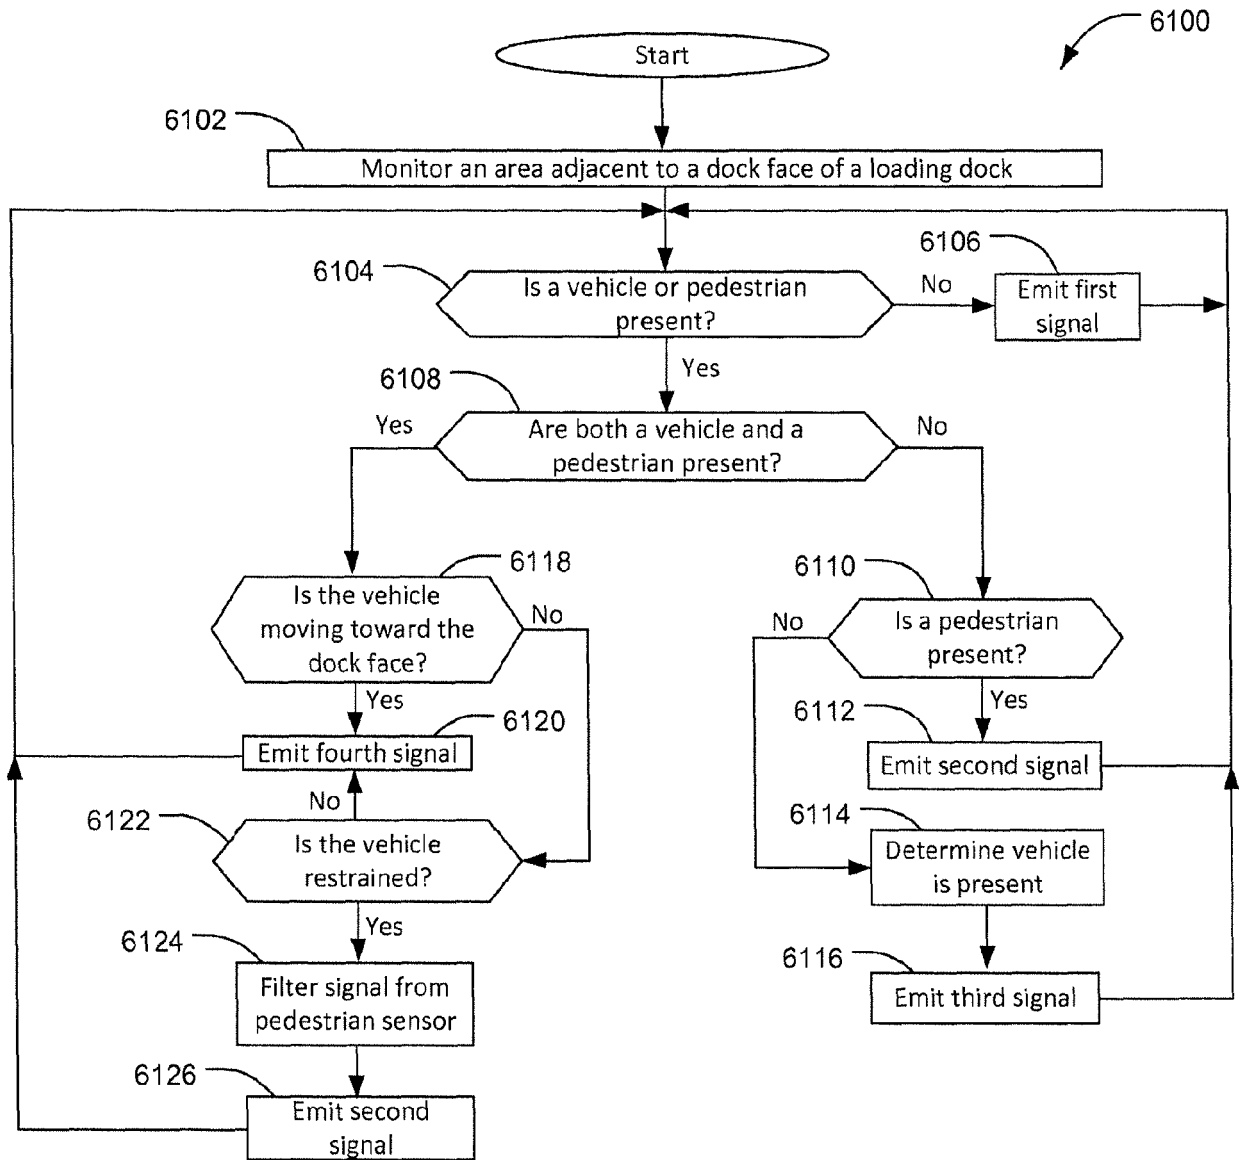 6100
Start
6102
Monitor an area adjacent to a dock face of a loading dock
6104
Is a vehicle or pedestrian
present?
No
6106
Emit first
signal
Yes
6108
Are both a vehicle and a
pedestrian present?
Yes
No
6118
Is the vehicle
moving toward the
dock face?
No
Yes
6120
Emit fourth signal
No
6122
Is the vehicle
restrained?
Yes
6124
Filter signal from
pedestrian sensor
6126
Emit second
signal
6110
Is a pedestrian
present?
No
Yes
6112
Emit second signal
6114
Determine vehicle
is present
6116
Emit third signal